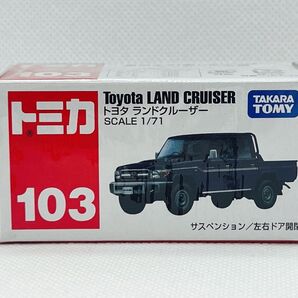 トミカ
103
Toyota LAND CRUISER
トヨタ ランドクルーザー
SCALE 1/71
TAKARA
TOMY
サスペンション/左右ドア開閉